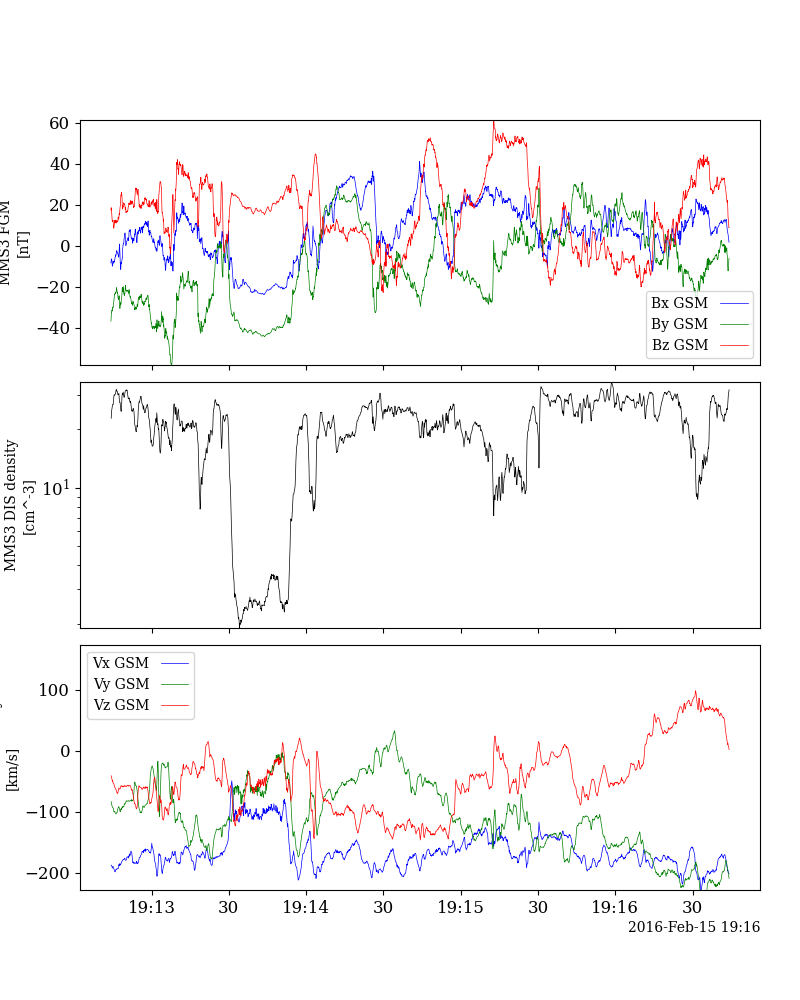 60
40
20
0
−20
−40
MMS3 FGM
[nT]
Bx GSM
By GSM
Bz GSM
10^1
MMS3 DIS density
[cm^-3]
Vx GSM
Vy GSM
Vz GSM
100
0
−100
−200
[km/s]
19:13
30
19:14
30
19:15
30
19:16
30
2016-Feb-15 19:16